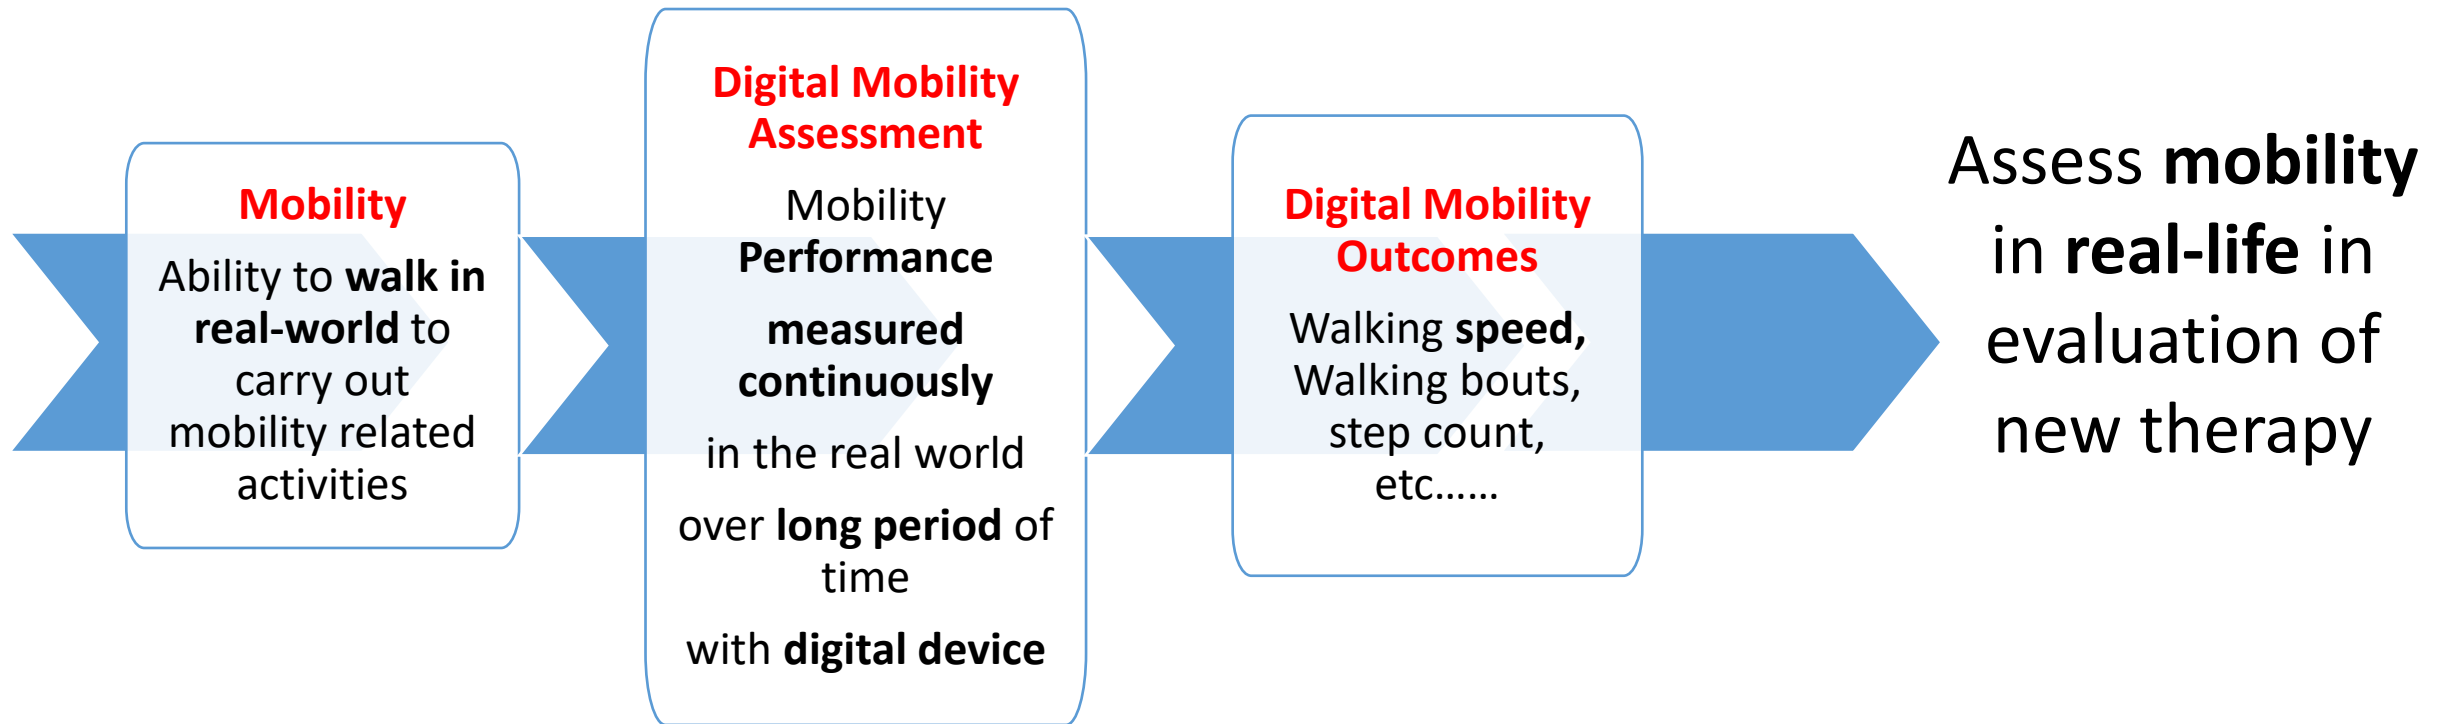 Mobility
Ability to walk in
real-world to
carry out
mobility related
activities
Digital Mobility
Assessment
Mobility
Performance
measured
continuously
in the real world
over long period of
time
with digital device
Digital Mobility
Outcomes
Walking speed,
Walking bouts,
step count,
etc……
Assess mobility
in real-life in
evaluation of
new therapy